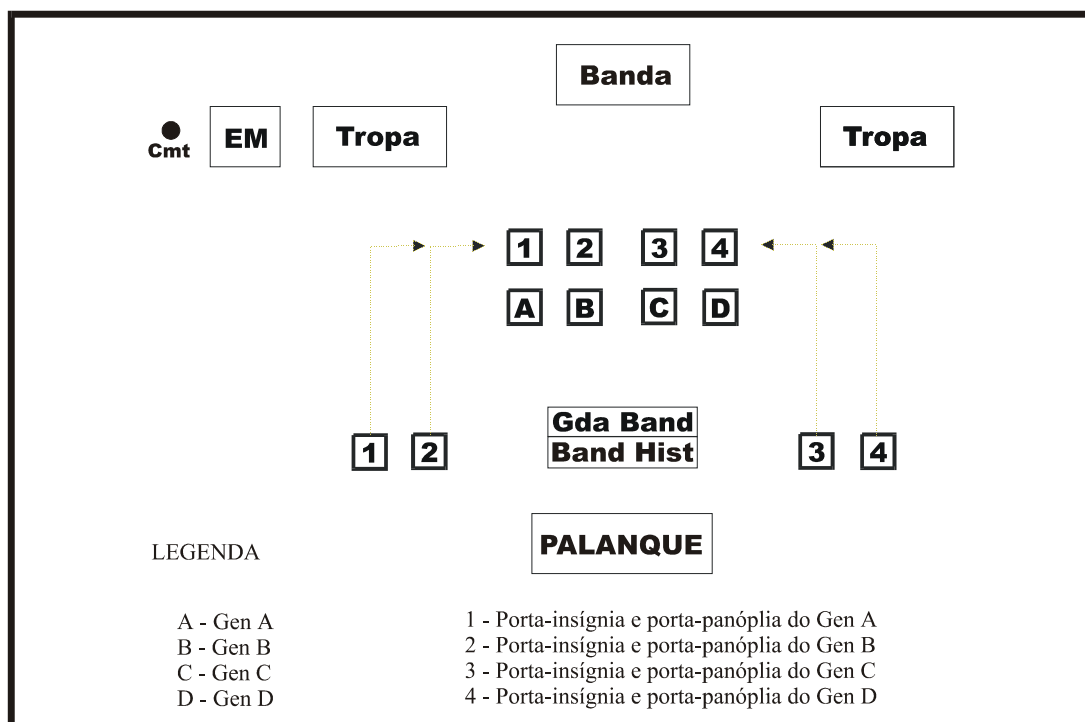 Banda
Cmt
EM
Tropa
Tropa
1 2 3 4
A B C D
Gda Band
Band Hist
1 2 3 4
PALANQUE
LEGENDA
A - Gen A
B - Gen B
C - Gen C
D - Gen D
1 - Porta-insígnia e porta-panóplia do Gen A
2 - Porta-insígnia e porta-panóplia do Gen B
3 - Porta-insígnia e porta-panóplia do Gen C
4 - Porta-insígnia e porta-panóplia do Gen D